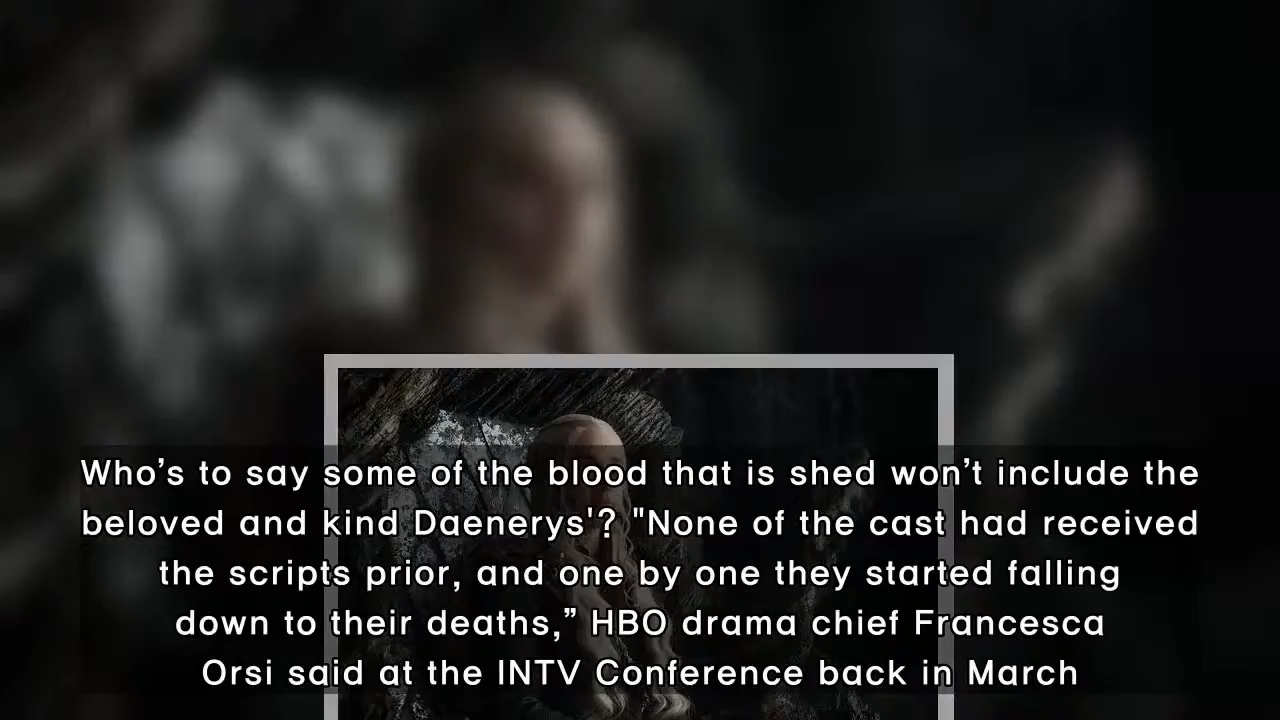 Who’s to say some of the blood that is shed won’t include the
beloved and kind Daenerys'? "None of the cast had received
the scripts prior, and one by one they started falling
down to their deaths,” HBO drama chief Francesca
Orsi said at the INTV Conference back in March